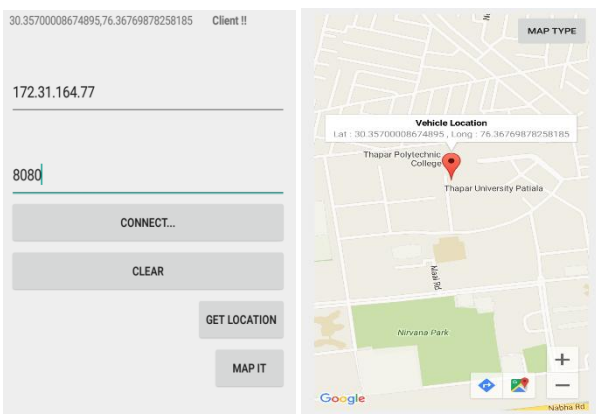 30.35700008674895,76.36769878258185 Client !!
172.31.164.77
8080
CONNECT...
CLEAR
GET LOCATION
MAP IT
MAP TYPE
Vehicle Location
Lat : 30.35700008674895 , Long : 76.36769878258185
Thapar Polytechnic
College
Thapar University Patiala
Nirvana Park
+
−
Google
Nabha Rd